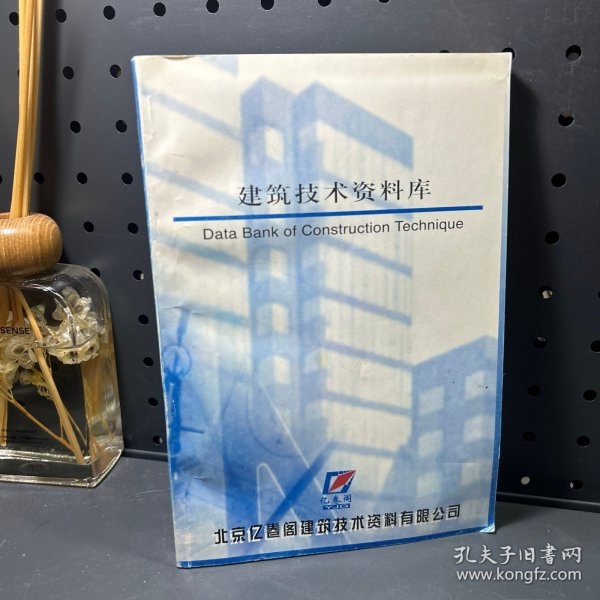 建筑技术资料库
Data Bank of Construction Technique
SENSE
亿卷阁
YJG
北京亿卷阁建筑技术资料有限公司
孔夫子旧书网
www.kongfz.com